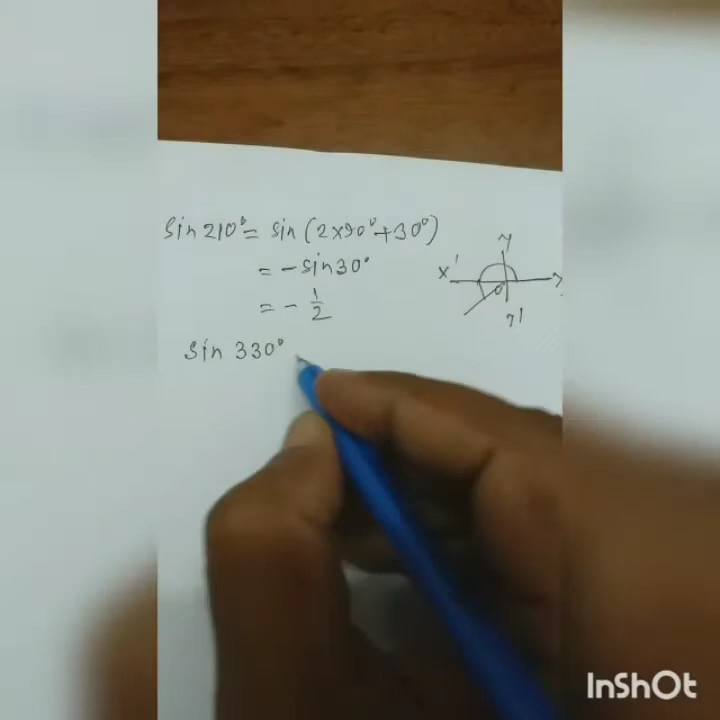 sin 210° = sin (2×90°+30°)
= - sin 30°
= - 1/2
y
x'
x
o
y'
sin 330°
InShOt